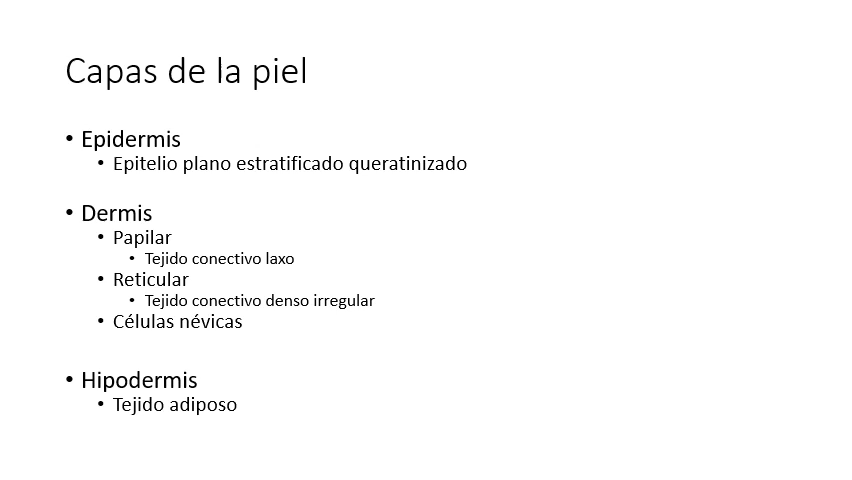 Capas de la piel
• Epidermis
• Epitelio plano estratificado queratinizado
• Dermis
• Papilar
• Tejido conectivo laxo
• Reticular
• Tejido conectivo denso irregular
• Células névicas
• Hipodermis
• Tejido adiposo